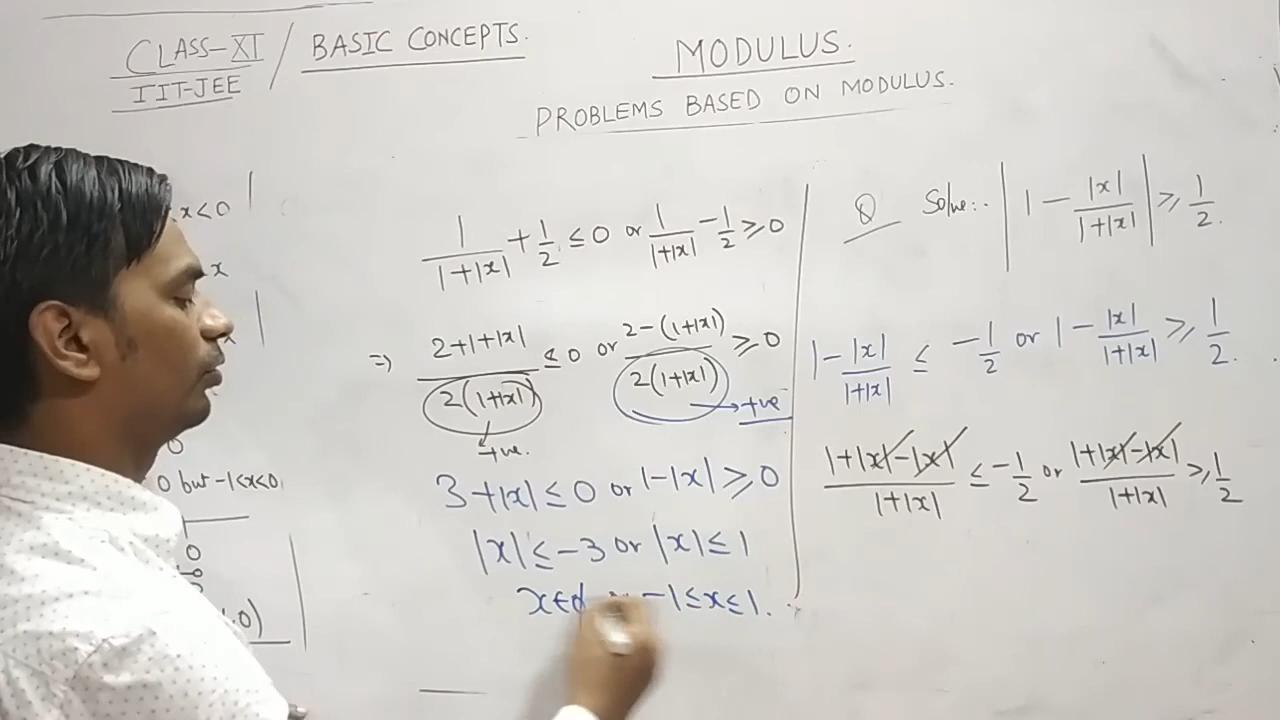 CLASS-XI / BASIC CONCEPTS.
IIT-JEE
MODULUS.
PROBLEMS BASED ON MODULUS.
x<0
x
0
0 but -1<x<0
0
.0)
Q Solve:- |1 - |x|/(1+|x|)| ≥ 1/2.
1 - |x|/(1+|x|) ≤ -1/2 or 1 - |x|/(1+|x|) ≥ 1/2.
(1+|x|-|x|)/(1+|x|) ≤ -1/2 or (1+|x|-|x|)/(1+|x|) ≥ 1/2
1/(1+|x|) + 1/2 ≤ 0 or 1/(1+|x|) - 1/2 ≥ 0
⇒) (2+1+|x|)/(2(1+|x|)) ≤ 0 or (2-(1+|x|))/(2(1+|x|)) ≥ 0
+ve
+ve.
3+|x| ≤ 0 or 1-|x| ≥ 0
|x| ≤ -3 or |x| ≤ 1
-1 ≤ x ≤ 1.